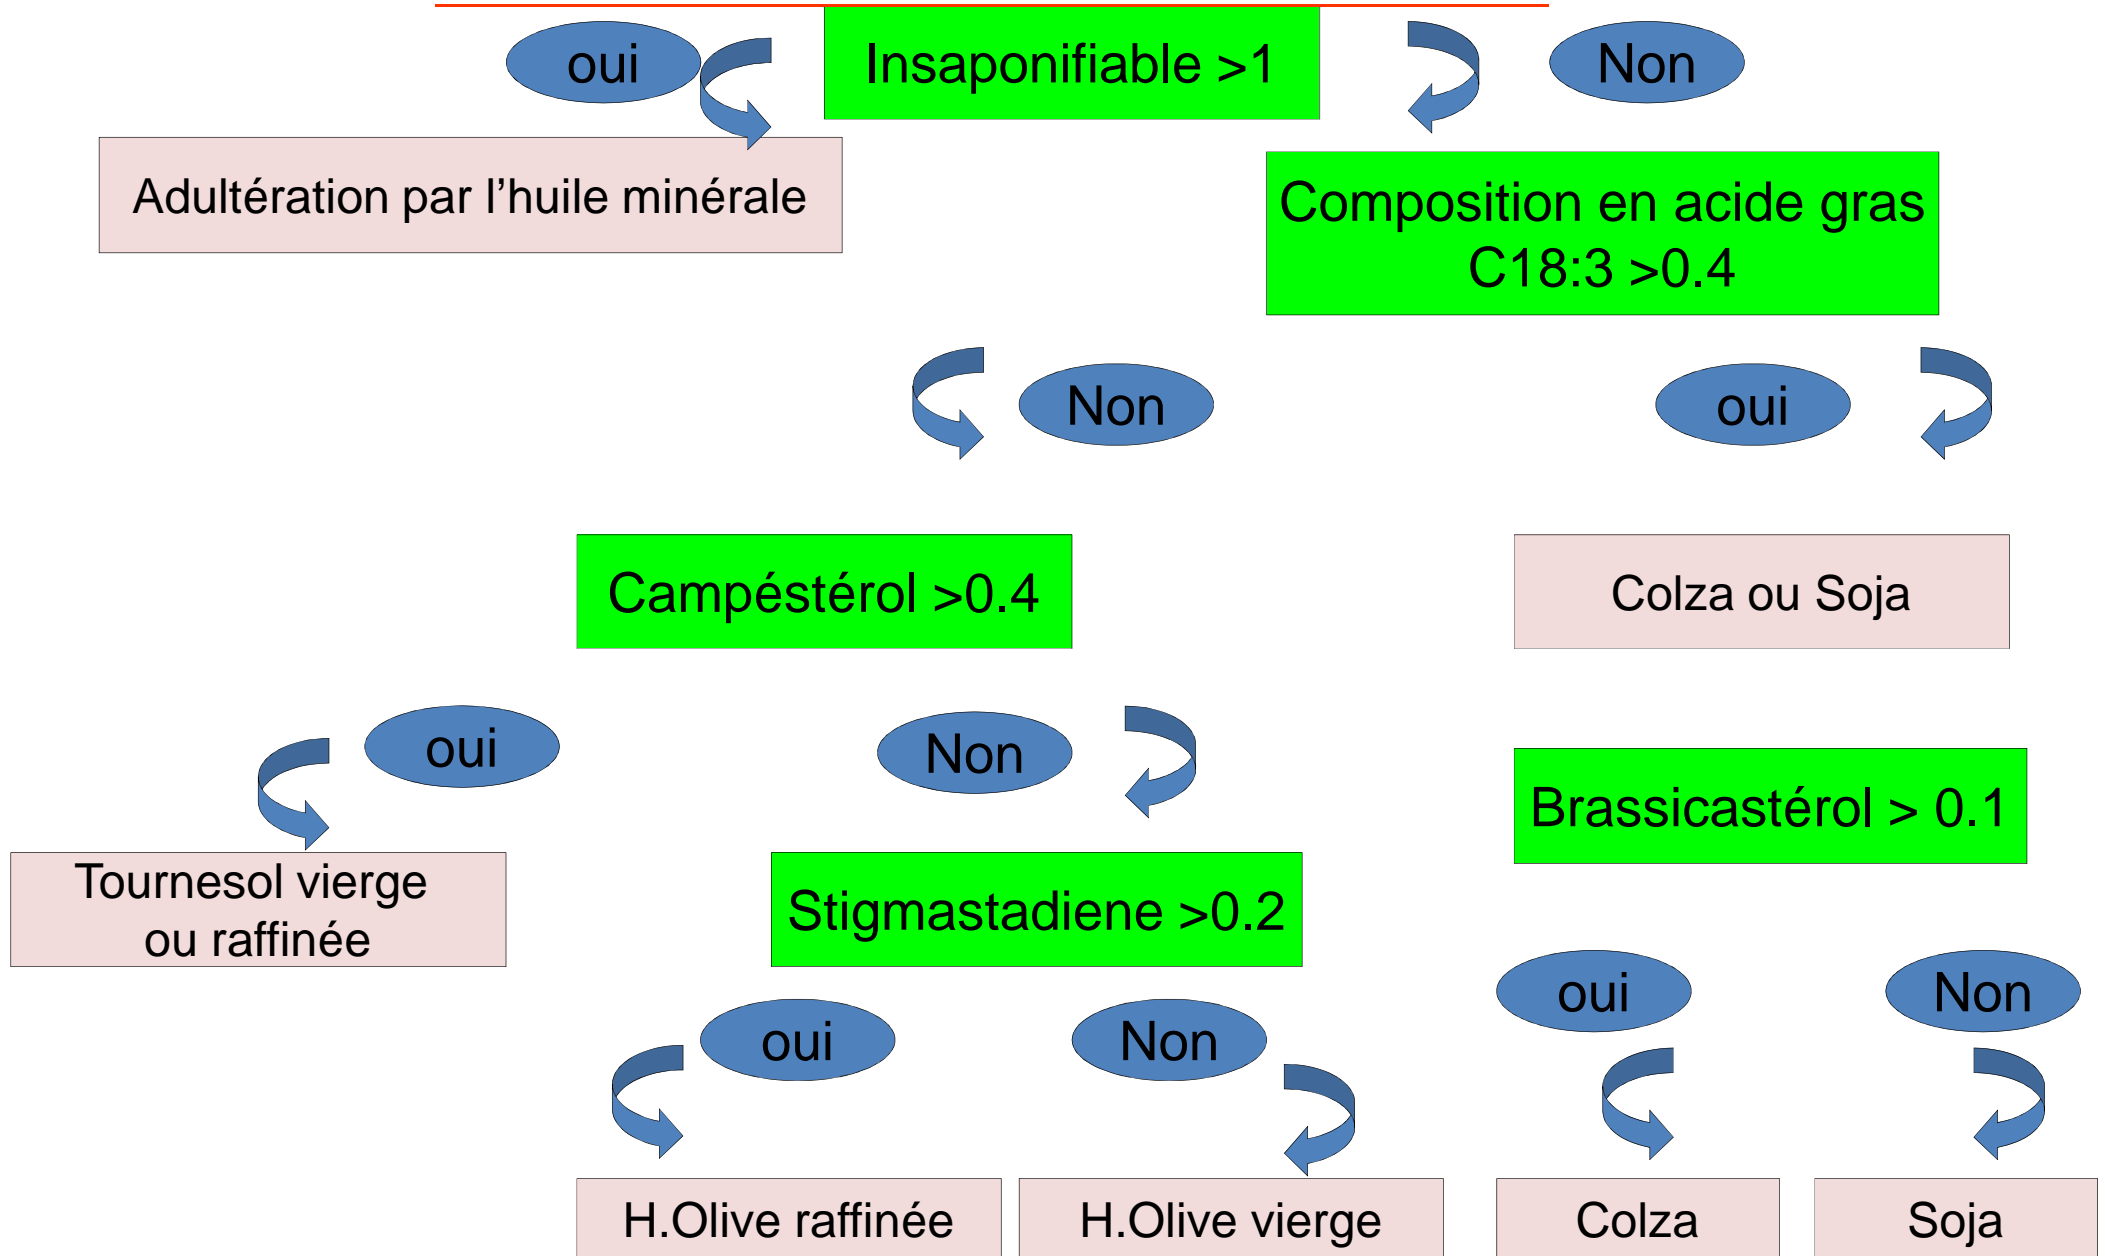 oui
Insaponifiable >1
Non
Adultération par l’huile minérale
Composition en acide gras
C18:3 >0.4
Non
oui
Campéstérol >0.4
Colza ou Soja
oui
Non
Brassicastérol > 0.1
Tournesol vierge
ou raffinée
Stigmastadiene >0.2
oui
Non
oui
Non
H.Olive raffinée
H.Olive vierge
Colza
Soja